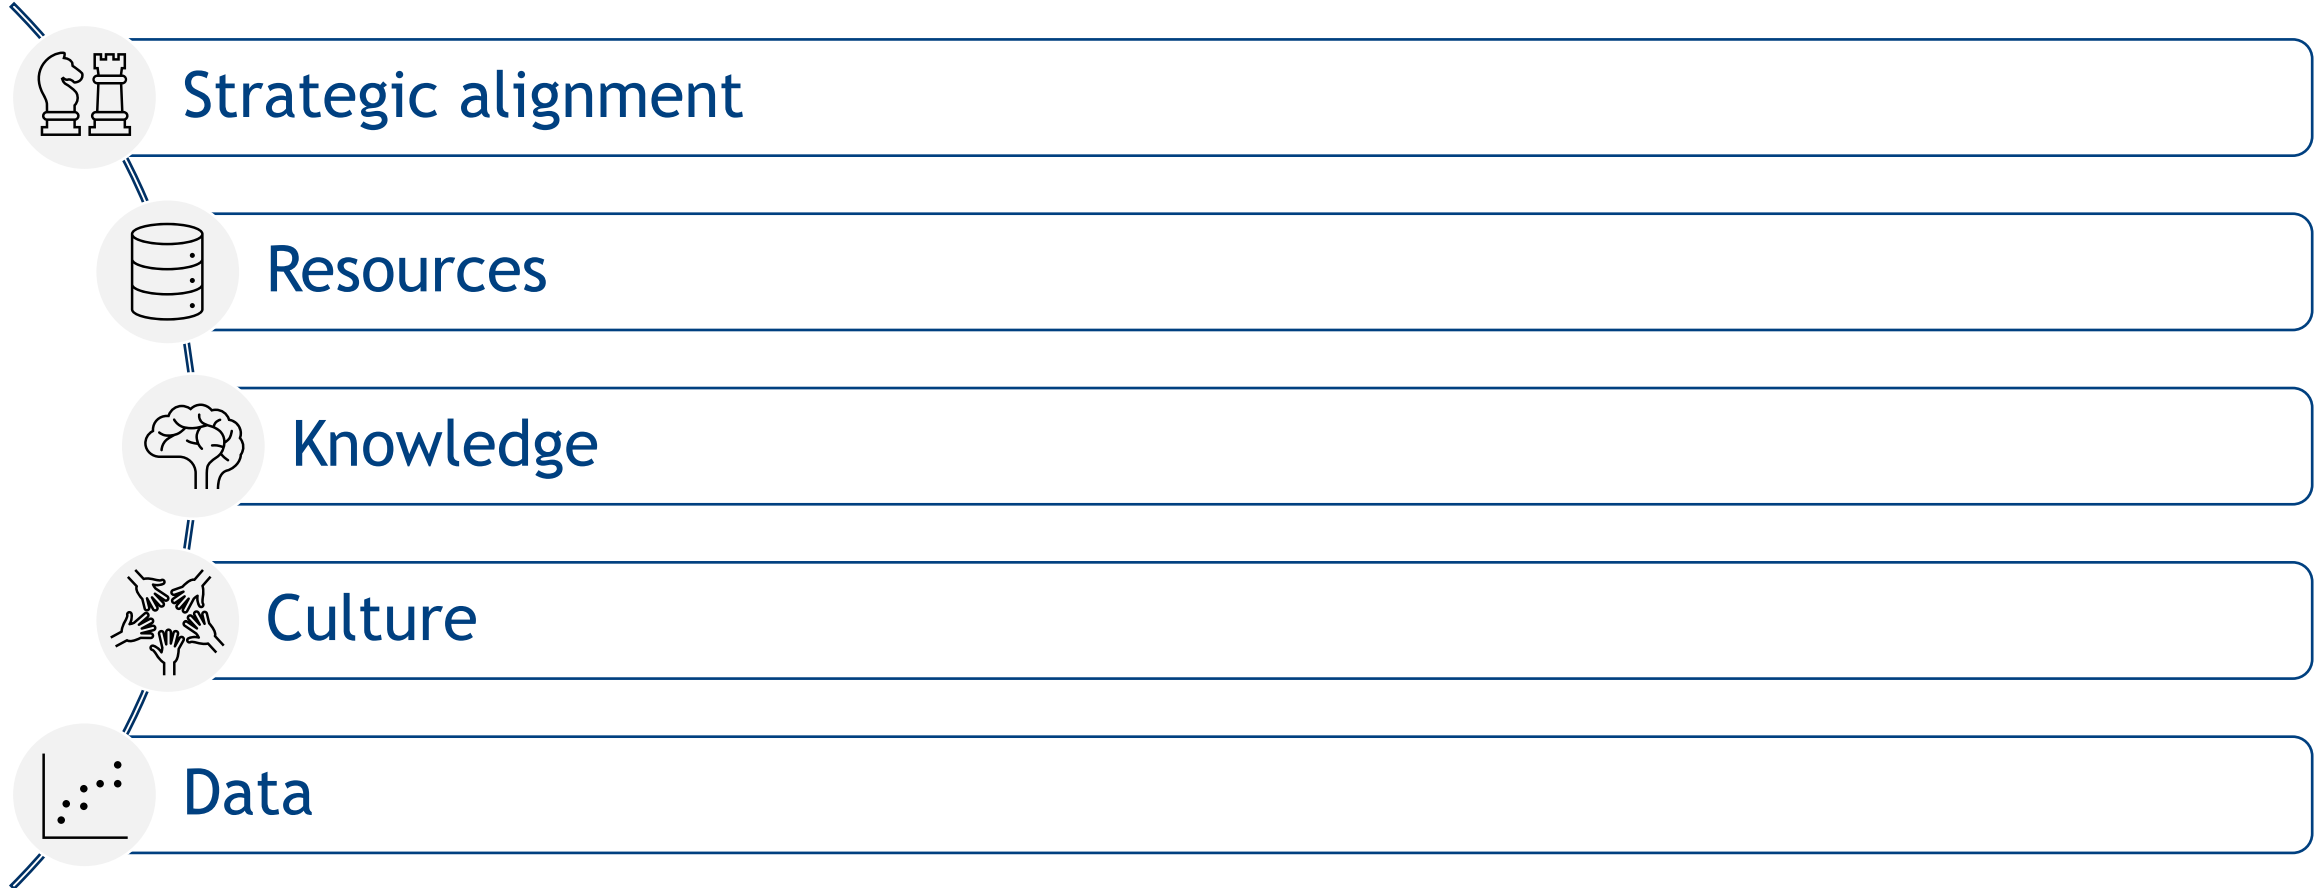 Strategic alignment
Resources
Knowledge
Culture
Data